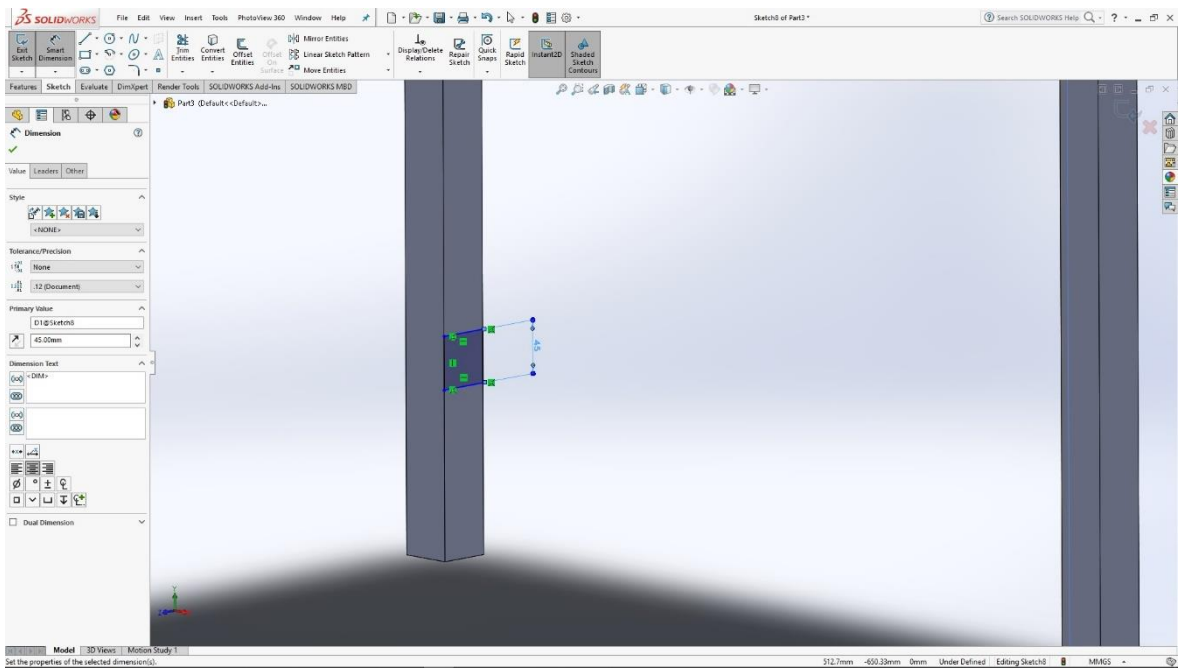 SOLIDWORKS File Edit View Insert Tools PhotoView 360 Window Help Sketch8 of Part3 * Search SOLIDWORKS Help
Exit Sketch Smart Dimension Trim Entities Convert Entities Offset Entities Offset On Surface Mirror Entities Linear Sketch Pattern Move Entities Display/Delete Relations Repair Sketch Quick Snaps Rapid Sketch Instant2D Shaded Sketch Contours
Features Sketch Evaluate DimXpert Render Tools SOLIDWORKS Add-Ins SOLIDWORKS MBD
Part3 (Default<<Default>...
Dimension
Value Leaders Other
Style
<NONE>
Tolerance/Precision
None
.12 (Document)
Primary Value
D1@Sketch8
45.00mm
Dimension Text
<DIM>
Dual Dimension
45
Model 3D Views Motion Study 1
Set the properties of the selected dimension(s). 512.7mm -650.33mm 0mm Under Defined Editing Sketch8 MMGS